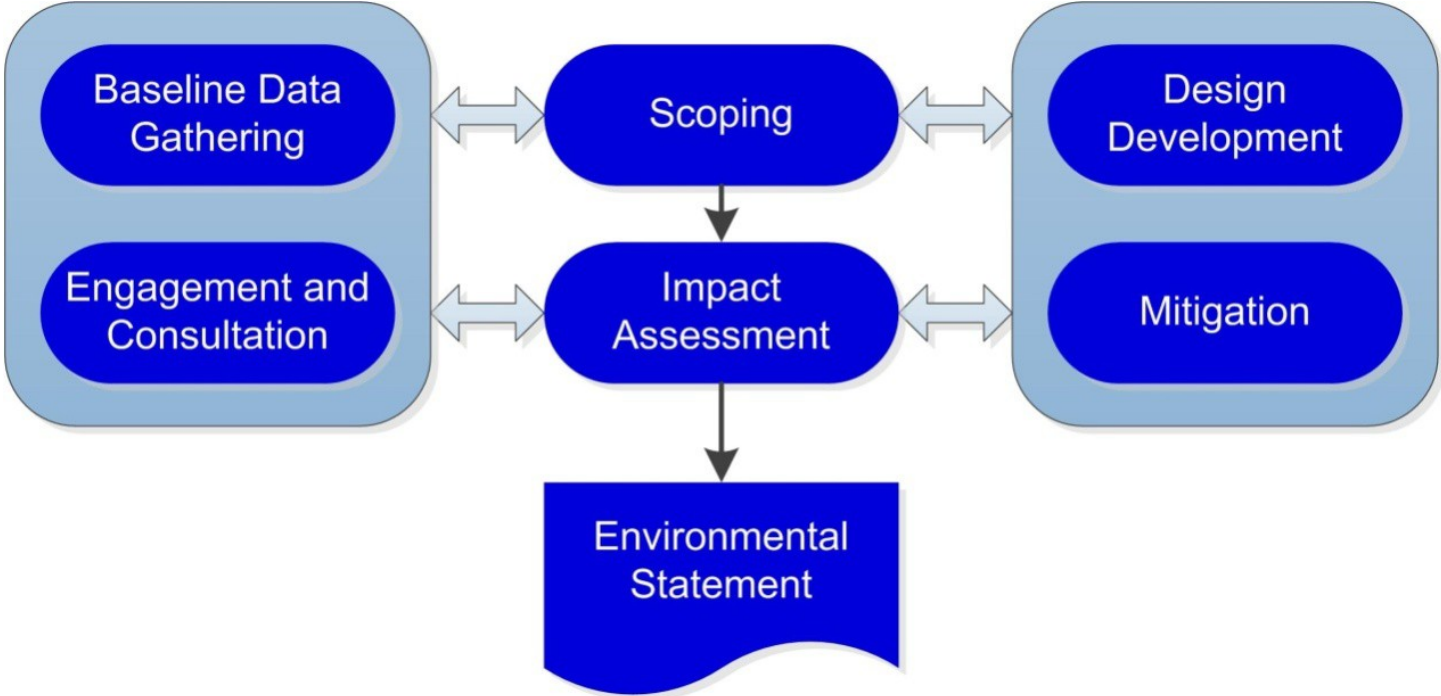 Baseline Data
Gathering
Scoping
Design
Development
Engagement and
Consultation
Impact
Assessment
Mitigation
Environmental
Statement